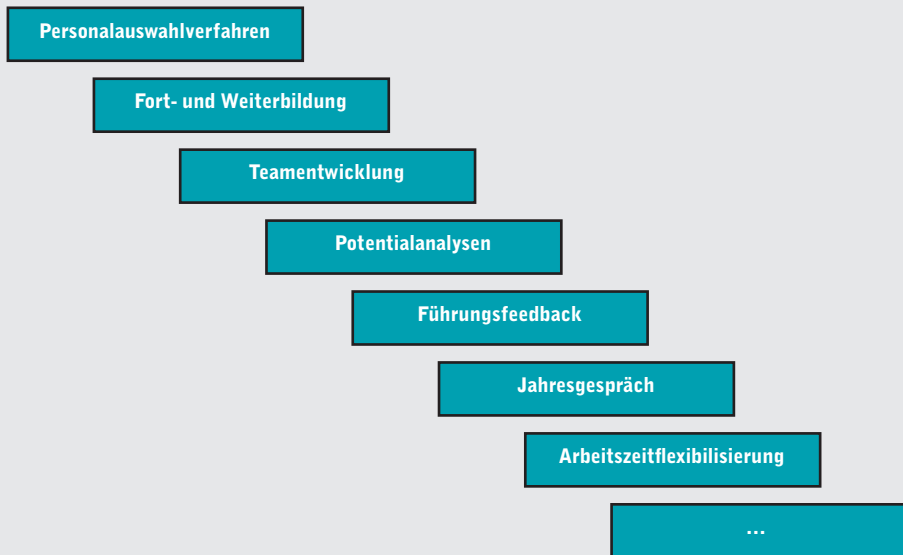 Personalauswahlverfahren
Fort- und Weiterbildung
Teamentwicklung
Potentialanalysen
Führungsfeedback
Jahresgespräch
Arbeitszeitflexibilisierung
...